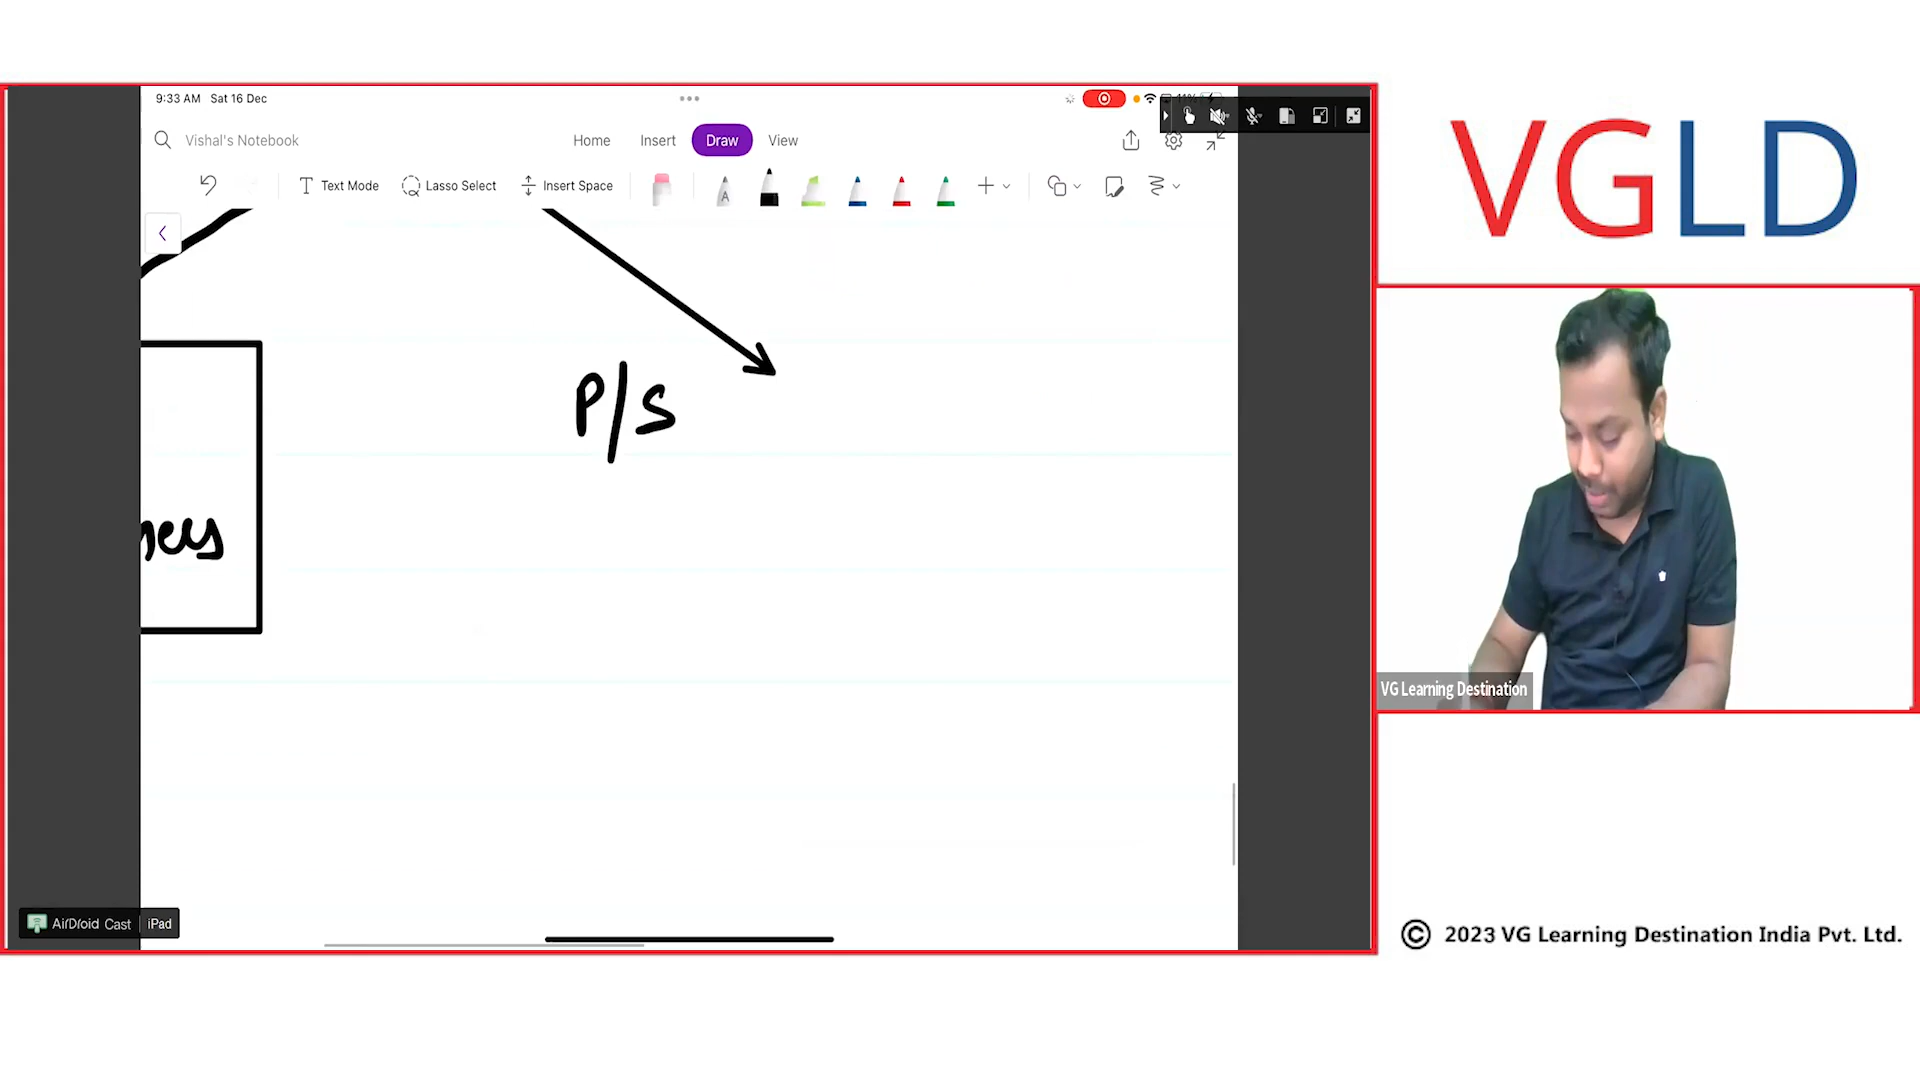 9:33 AM Sat 16 Dec
11%
Vishal's Notebook
Home Insert Draw View
Text Mode Lasso Select Insert Space
P/S
VGLD
VG Learning Destination
AirDroid Cast iPad
© 2023 VG Learning Destination India Pvt. Ltd.